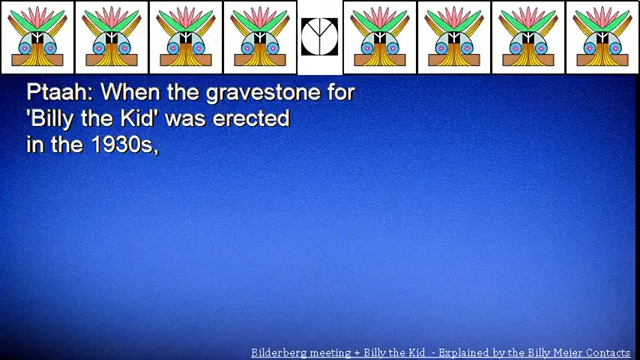 Ptaah: When the gravestone for
'Billy the Kid' was erected
in the 1930s,
Bilderberg meeting + Billy the Kid - Explained by the Billy Meier Contacts